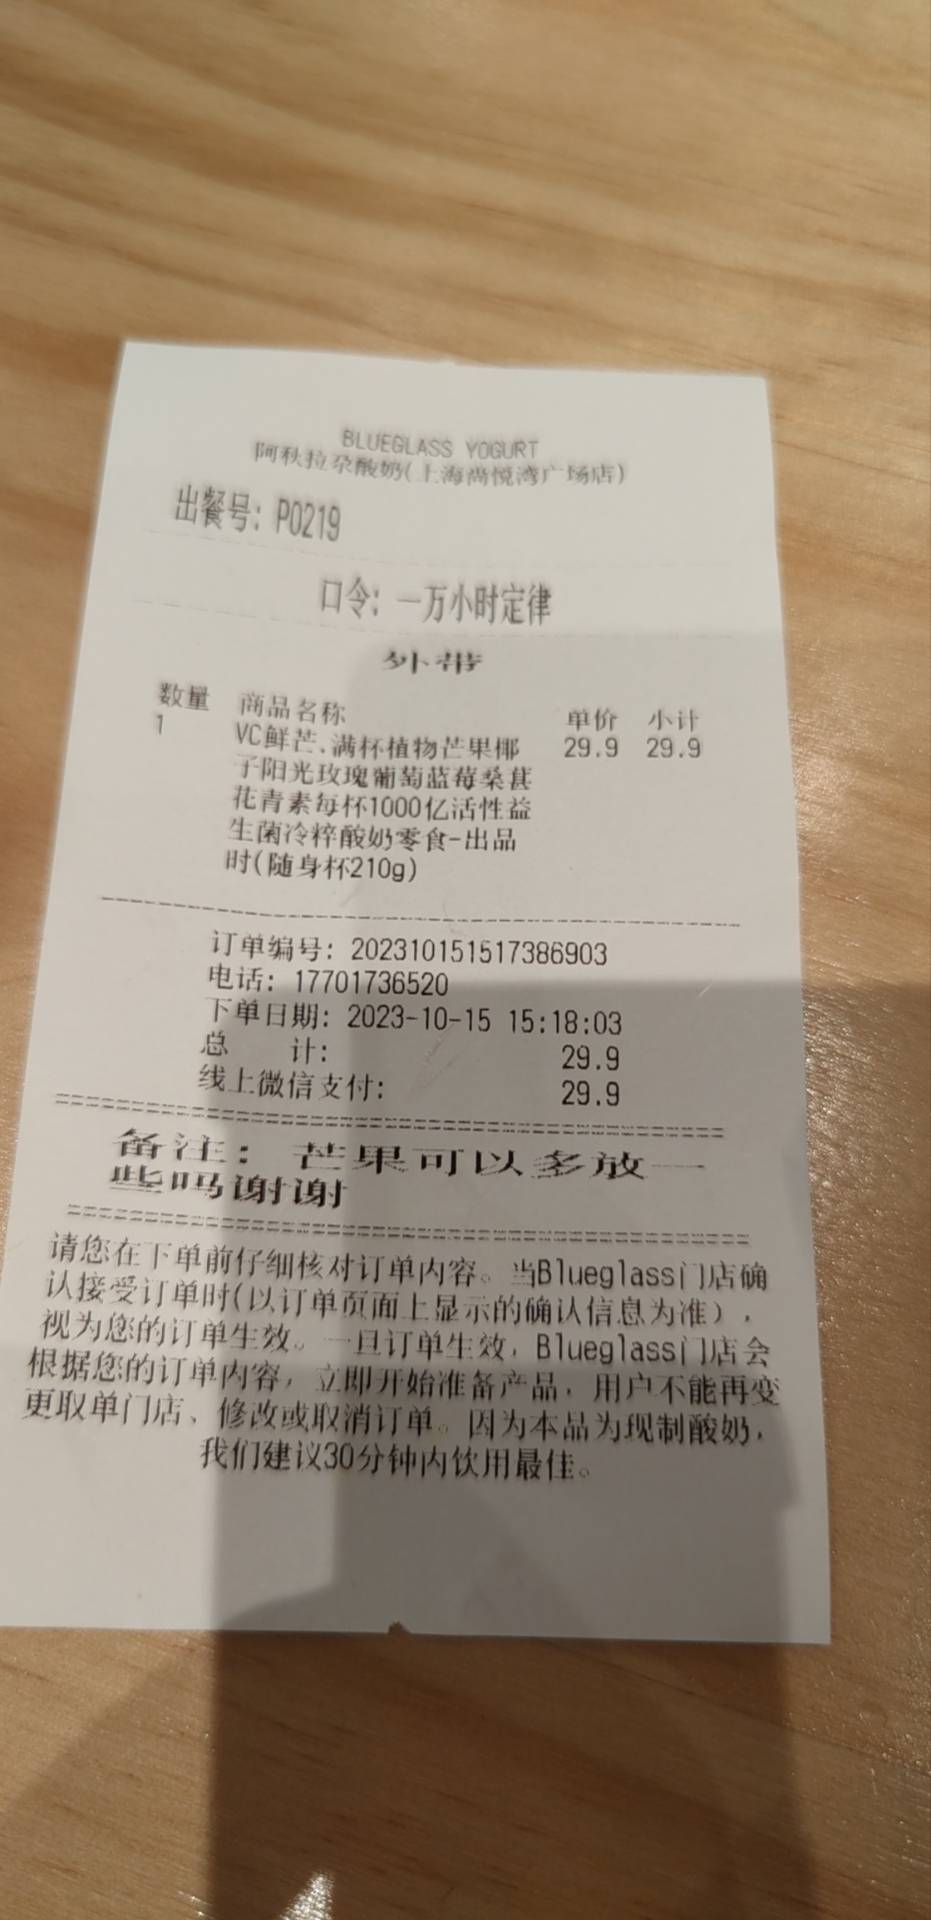 BLUEGLASS YOGURT
阿秋拉尕酸奶(上海尚悦湾广场店)
出餐号: P0219
口令: 一万小时定律
外带
数量 商品名称 单价 小计
1 VC鲜芒、满杯植物芒果椰 29.9 29.9
子阳光玫瑰葡萄蓝莓桑葚
花青素每杯1000亿活性益
生菌冷粹酸奶零食-出品
时(随身杯210g)
订单编号: 202310151517386903
电话: 17701736520
下单日期: 2023-10-15 15:18:03
总 计: 29.9
线上微信支付: 29.9
备注: 芒果可以多放一
些吗谢谢
请您在下单前仔细核对订单内容。当Blueglass门店确
认接受订单时(以订单页面上显示的确认信息为准),
视为您的订单生效。一旦订单生效,Blueglass门店会
根据您的订单内容,立即开始准备产品,用户不能再变
更取单门店、修改或取消订单。因为本品为现制酸奶,
我们建议30分钟内饮用最佳。